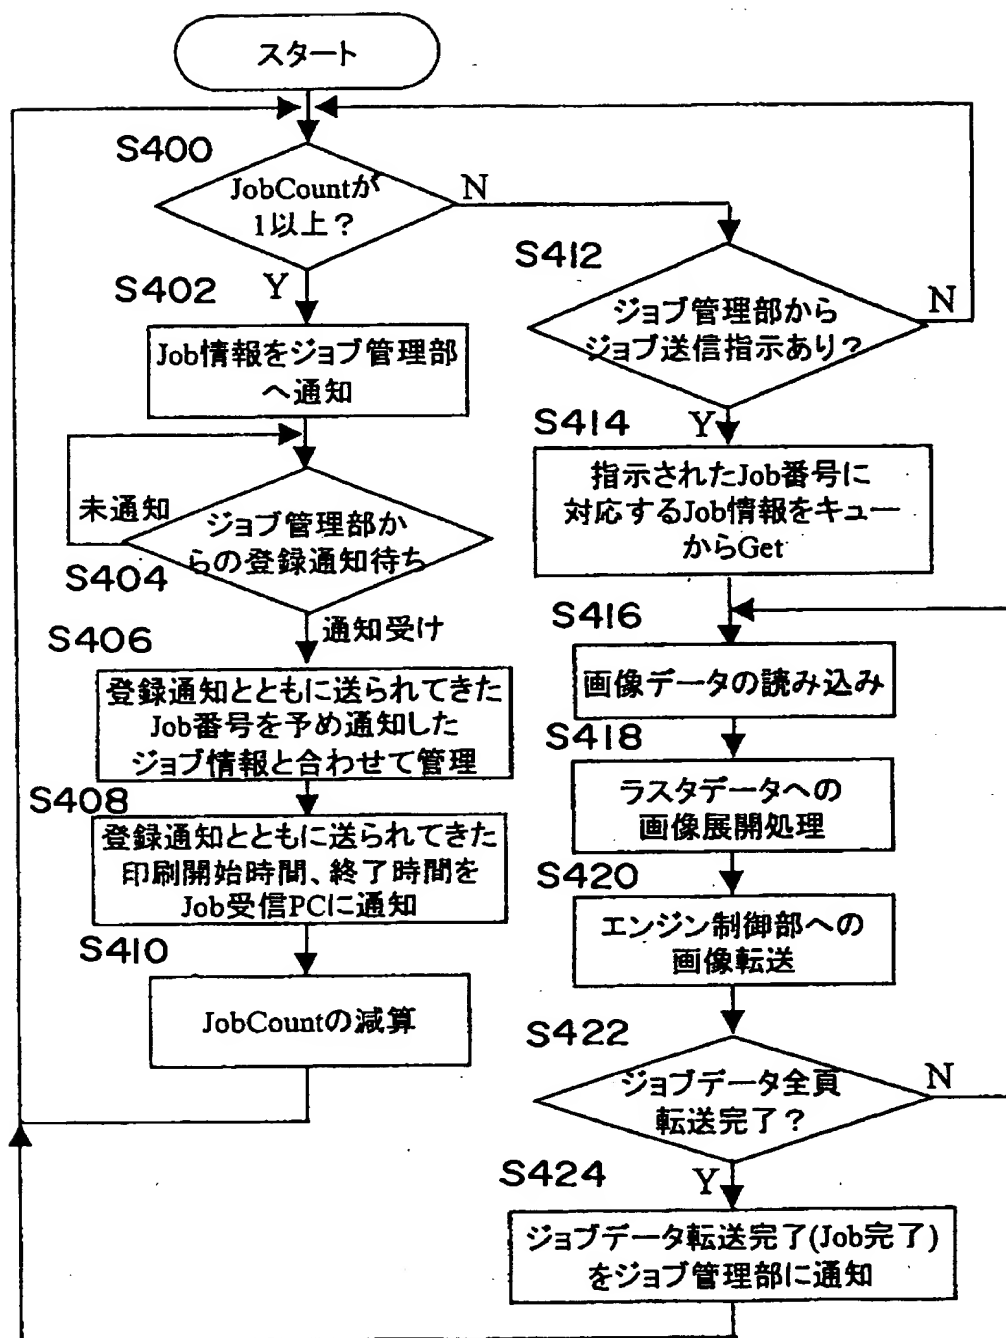 スタート
S400
JobCountが
1以上?
N
Y
S402
Job情報をジョブ管理部
へ通知
未通知
ジョブ管理部か
らの登録通知待ち
S404
通知受け
S406
登録通知とともに送られてきた
Job番号を予め通知した
ジョブ情報と合わせて管理
S408
登録通知とともに送られてきた
印刷開始時間、終了時間を
Job受信PCに通知
S410
JobCountの減算
S412
ジョブ管理部から
ジョブ送信指示あり?
N
Y
S414
指示されたJob番号に
対応するJob情報をキュー
からGet
S416
画像データの読み込み
S418
ラスタデータへの
画像展開処理
S420
エンジン制御部への
画像転送
S422
ジョブデータ全頁
転送完了?
N
Y
S424
ジョブデータ転送完了(Job完了)
をジョブ管理部に通知